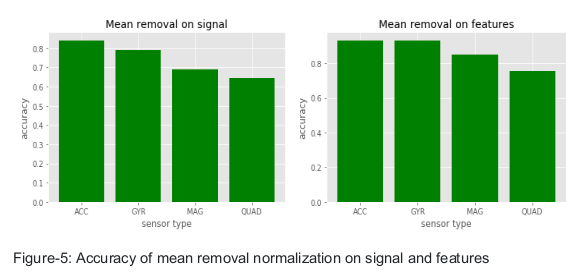 Mean removal on signal
0.8
0.7
0.6
0.5
0.4
0.3
0.2
0.1
0.0
accuracy
ACC GYR MAG QUAD
sensor type
Mean removal on features
0.8
0.6
0.4
0.2
0.0
accuracy
ACC GYR MAG QUAD
sensor type
Figure-5: Accuracy of mean removal normalization on signal and features